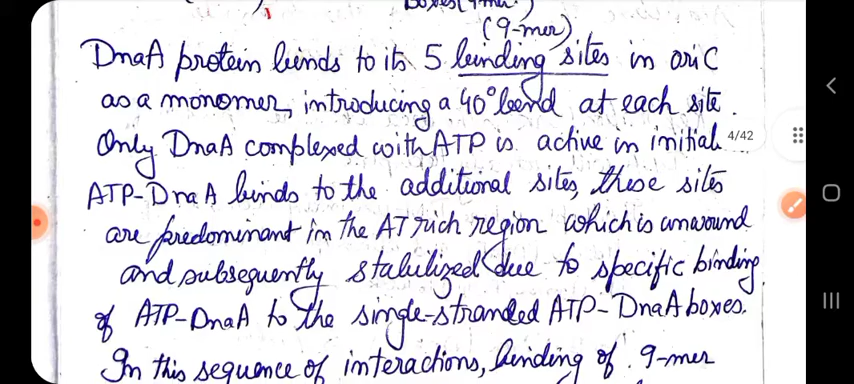 Boxes (9mer)
(9-mer)
DnaA protein binds to its 5 binding sites in oriC
as a monomer, introducing a 40° bend at each site.
Only DnaA complexed with ATP is active in initial
4/42
ATP-DnaA binds to the additional sites, these sites
are predominant in the AT rich region which is unwound
and subsequently stabilized due to specific binding
of ATP-DnaA to the single-stranded ATP-DnaA boxes.
In this sequence of interactions, binding of 9-mer